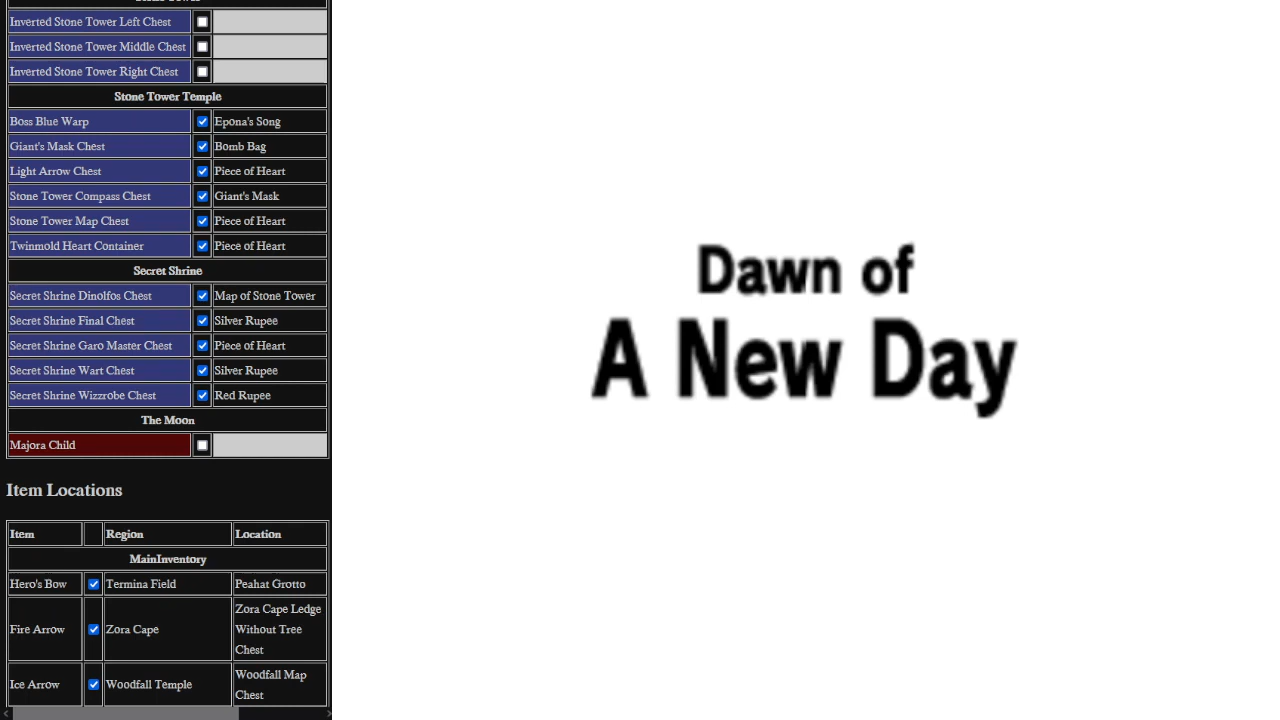 Inverted Stone Tower Left Chest
Inverted Stone Tower Middle Chest
Inverted Stone Tower Right Chest
Stone Tower Temple
Boss Blue Warp Epona's Song
Giant's Mask Chest Bomb Bag
Light Arrow Chest Piece of Heart
Stone Tower Compass Chest Giant's Mask
Stone Tower Map Chest Piece of Heart
Twinmold Heart Container Piece of Heart
Secret Shrine
Secret Shrine Dinolfos Chest Map of Stone Tower
Secret Shrine Final Chest Silver Rupee
Secret Shrine Garo Master Chest Piece of Heart
Secret Shrine Wart Chest Silver Rupee
Secret Shrine Wizzrobe Chest Red Rupee
The Moon
Majora Child
Item Locations
Item Region Location
MainInventory
Hero's Bow Termina Field Peahat Grotto
Fire Arrow Zora Cape Zora Cape Ledge
Without Tree
Chest
Ice Arrow Woodfall Temple Woodfall Map
Chest
Dawn of
A New Day